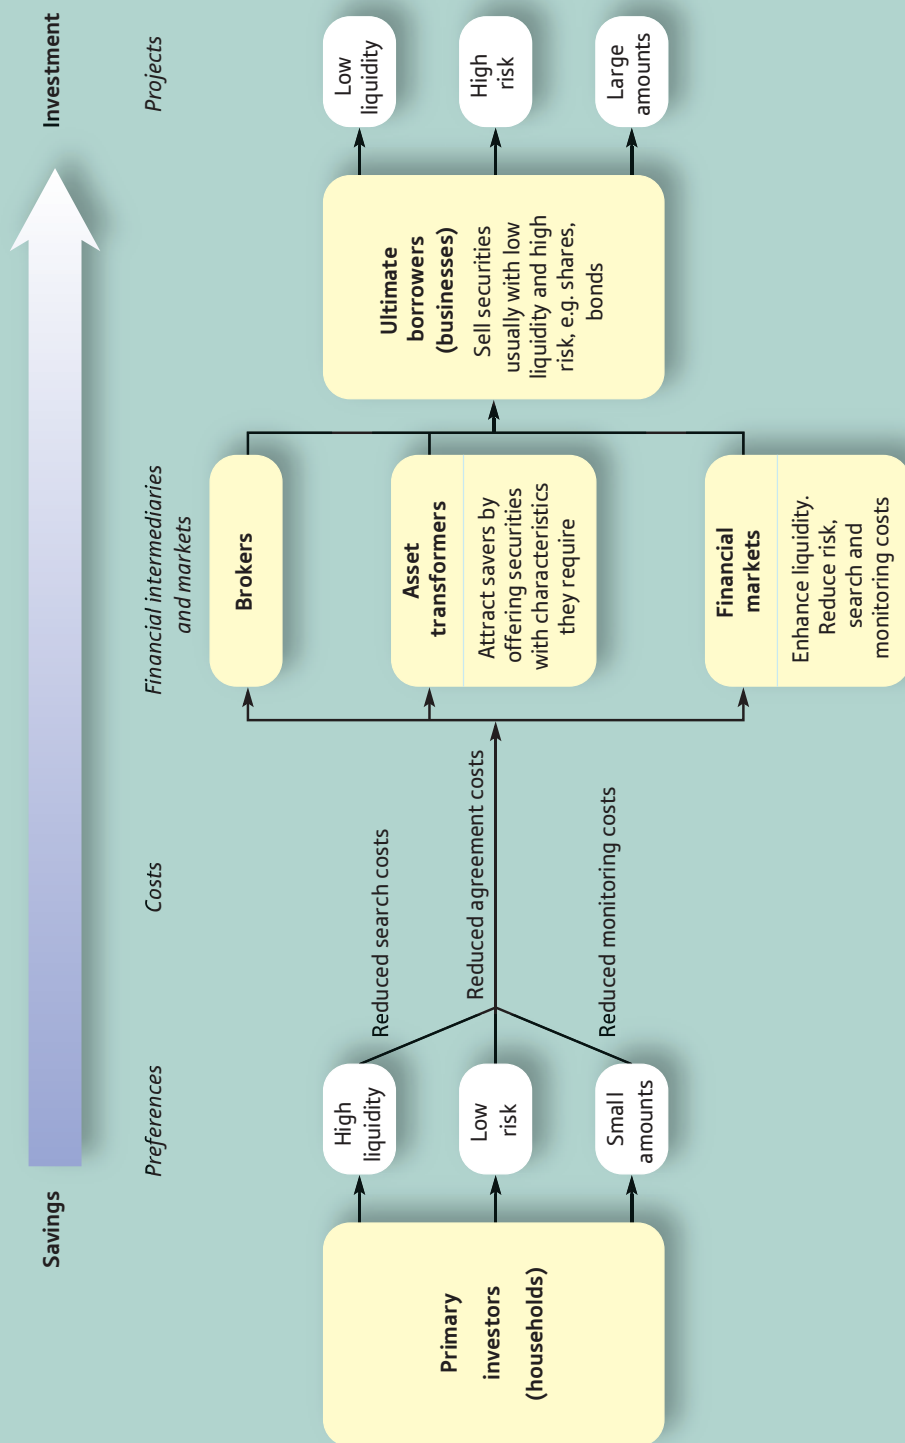 Savings
Investment
Preferences
Costs
Financial intermediaries
and markets
Projects
Primary
investors
(households)
High
liquidity
Low
risk
Small
amounts
Reduced search costs
Reduced agreement costs
Reduced monitoring costs
Brokers
Asset
transformers
Attract savers by
offering securities
with characteristics
they require
Financial
markets
Enhance liquidity.
Reduce risk,
search and
monitoring costs
Ultimate
borrowers
(businesses)
Sell securities
usually with low
liquidity and high
risk, e.g. shares,
bonds
Low
liquidity
High
risk
Large
amounts